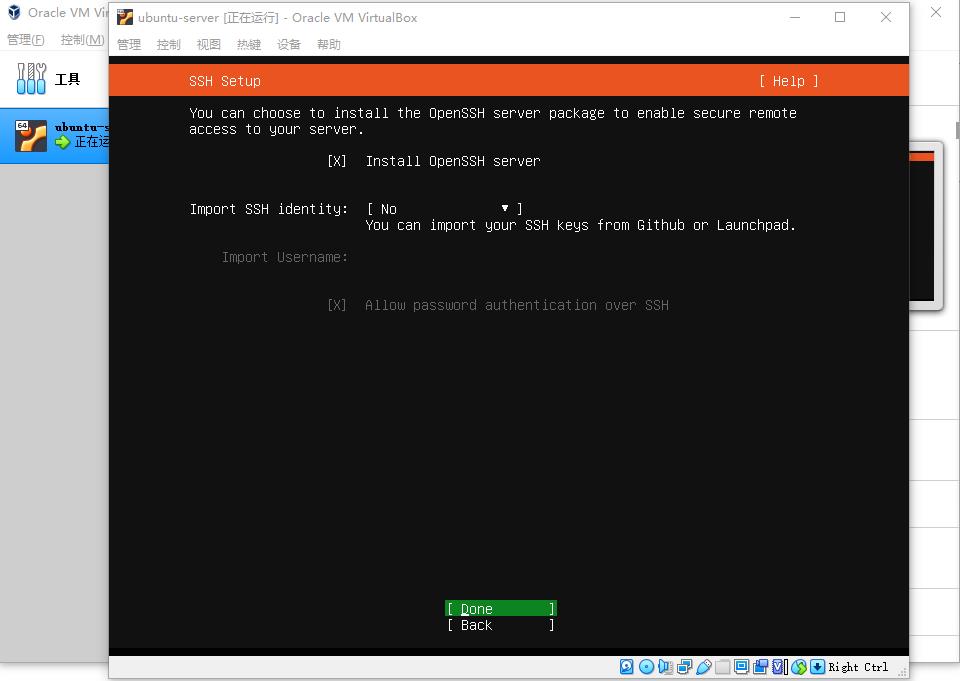 Oracle VM Vi
管理(F)
控制(M)
工具
64
ubuntu-s
正在运
ubuntu-server [正在运行] - Oracle VM VirtualBox
管理 控制 视图 热键 设备 帮助
SSH Setup [ Help ]
You can choose to install the OpenSSH server package to enable secure remote
access to your server.
[X] Install OpenSSH server
Import SSH identity: [ No ▾ ]
You can import your SSH keys from Github or Launchpad.
Import Username:
[X] Allow password authentication over SSH
[ Done ]
[ Back ]
Right Ctrl